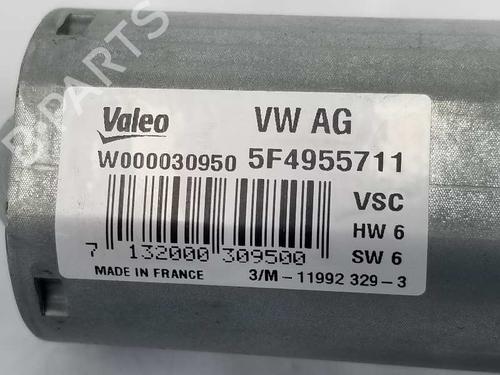 B-PARTS
Valeo VW AG
W000030950 5F4955711
VSC
HW 6
7 132000 309500 SW 6
MADE IN FRANCE 3/M-11992 329-3